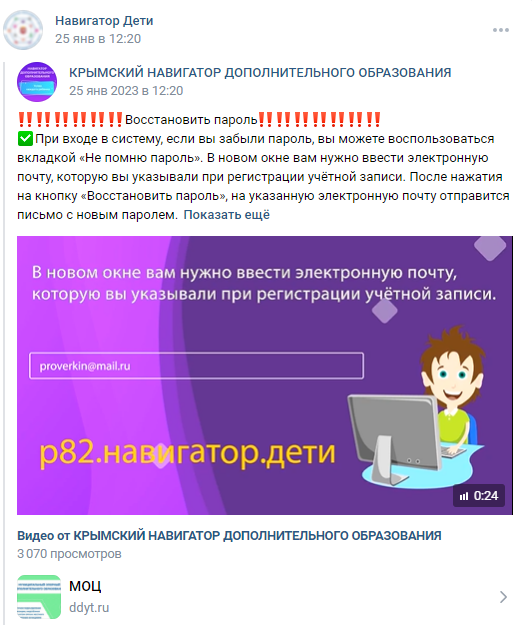 Навигатор Дети
25 янв в 12:20
КРЫМСКИЙ НАВИГАТОР ДОПОЛНИТЕЛЬНОГО ОБРАЗОВАНИЯ
25 янв 2023 в 12:20
‼‼‼‼‼‼‼Восстановить пароль‼‼‼‼‼‼‼‼
✅При входе в систему, если вы забыли пароль, вы можете воспользоваться
вкладкой «Не помню пароль». В новом окне вам нужно ввести электронную
почту, которую вы указывали при регистрации учётной записи. После нажатия
на кнопку «Восстановить пароль», на указанную электронную почту отправится
письмо с новым паролем. Показать ещё
В новом окне вам нужно ввести электронную почту,
которую вы указывали при регистрации учётной записи.
proverkin@mail.ru
р82.навигатор.дети
0:24
Видео от КРЫМСКИЙ НАВИГАТОР ДОПОЛНИТЕЛЬНОГО ОБРАЗОВАНИЯ
3 070 просмотров
МОЦ
ddyt.ru